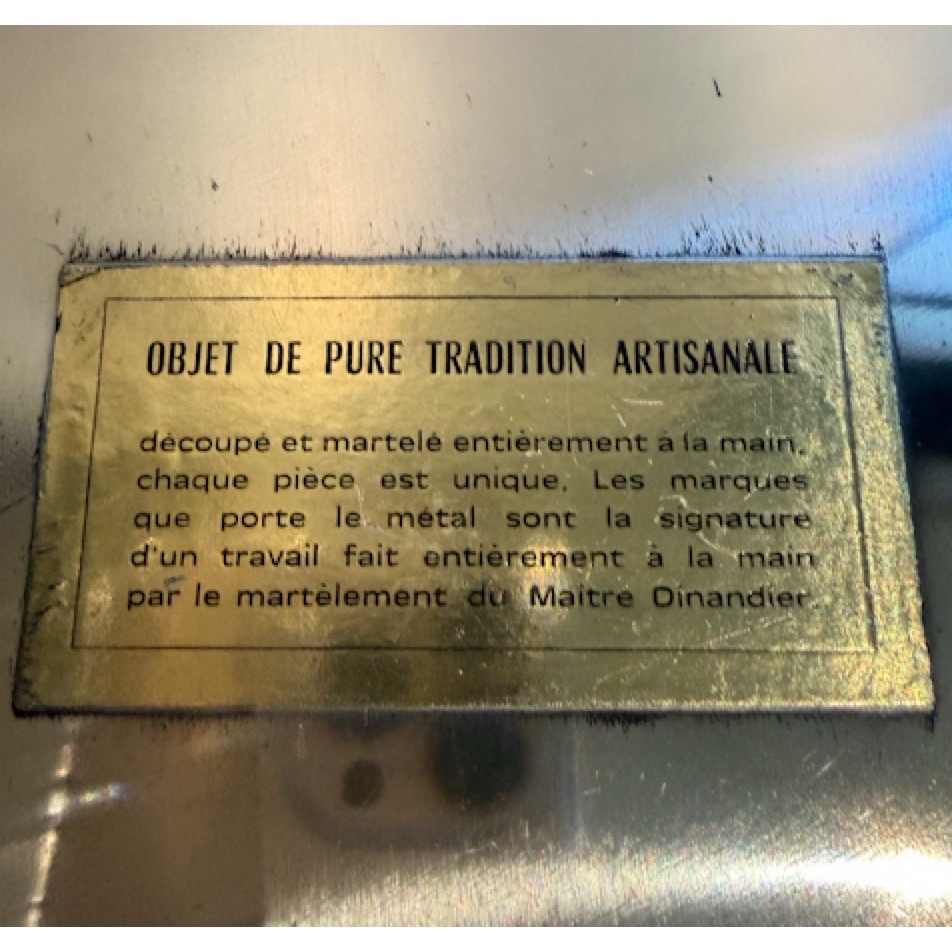 OBJET DE PURE TRADITION ARTISANALE
découpé et martelé entièrement à la main,
chaque pièce est unique. Les marques
que porte le métal sont la signature
d'un travail fait entièrement à la main
par le martèlement du Maitre Dinandier.